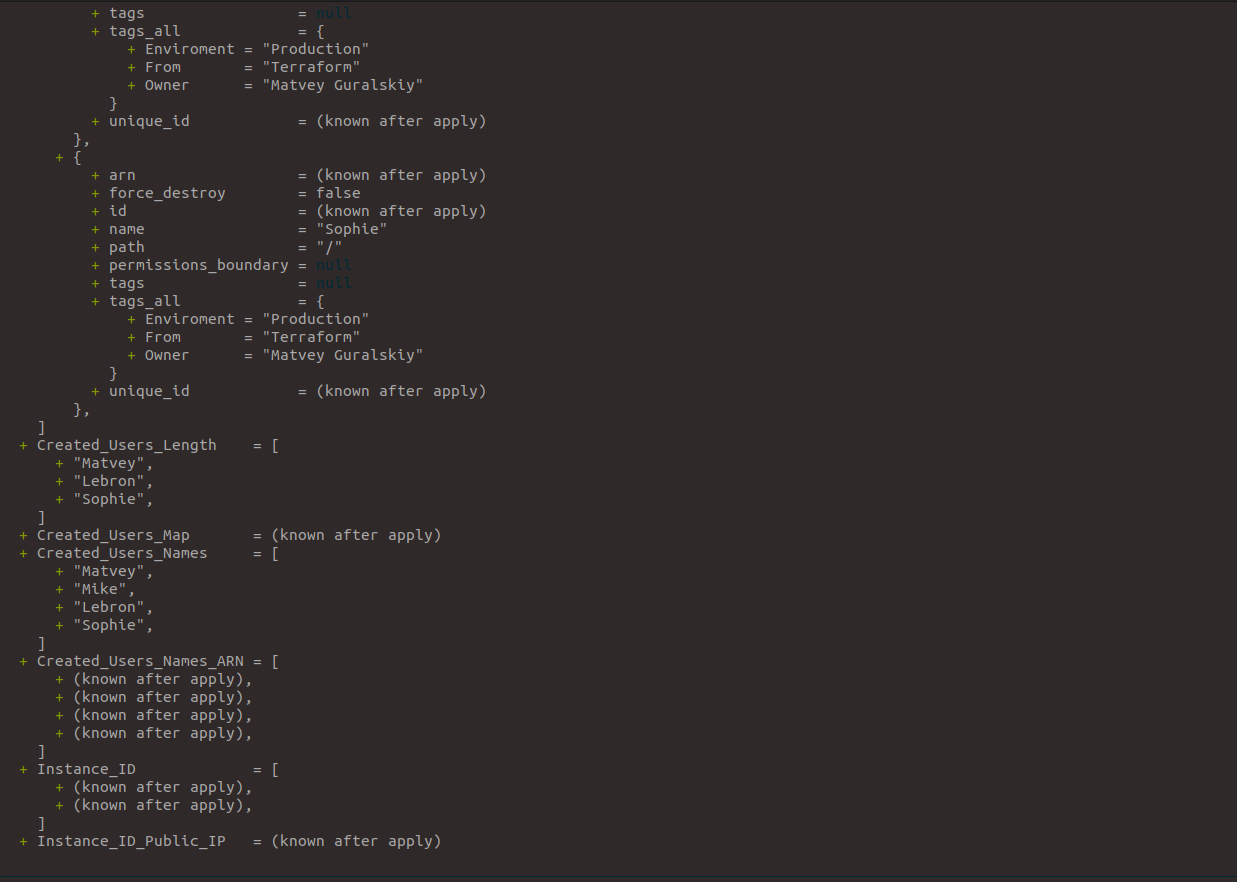 + tags                 = null
+ tags_all             = {
+ Enviroment = "Production"
+ From       = "Terraform"
+ Owner      = "Matvey Guralskiy"
}
+ unique_id            = (known after apply)
},
+ {
+ arn                  = (known after apply)
+ force_destroy        = false
+ id                   = (known after apply)
+ name                 = "Sophie"
+ path                 = "/"
+ permissions_boundary = null
+ tags                 = null
+ tags_all             = {
+ Enviroment = "Production"
+ From       = "Terraform"
+ Owner      = "Matvey Guralskiy"
}
+ unique_id            = (known after apply)
},
]
+ Created_Users_Length    = [
+ "Matvey",
+ "Lebron",
+ "Sophie",
]
+ Created_Users_Map       = (known after apply)
+ Created_Users_Names     = [
+ "Matvey",
+ "Mike",
+ "Lebron",
+ "Sophie",
]
+ Created_Users_Names_ARN = [
+ (known after apply),
+ (known after apply),
+ (known after apply),
+ (known after apply),
]
+ Instance_ID             = [
+ (known after apply),
+ (known after apply),
]
+ Instance_ID_Public_IP   = (known after apply)